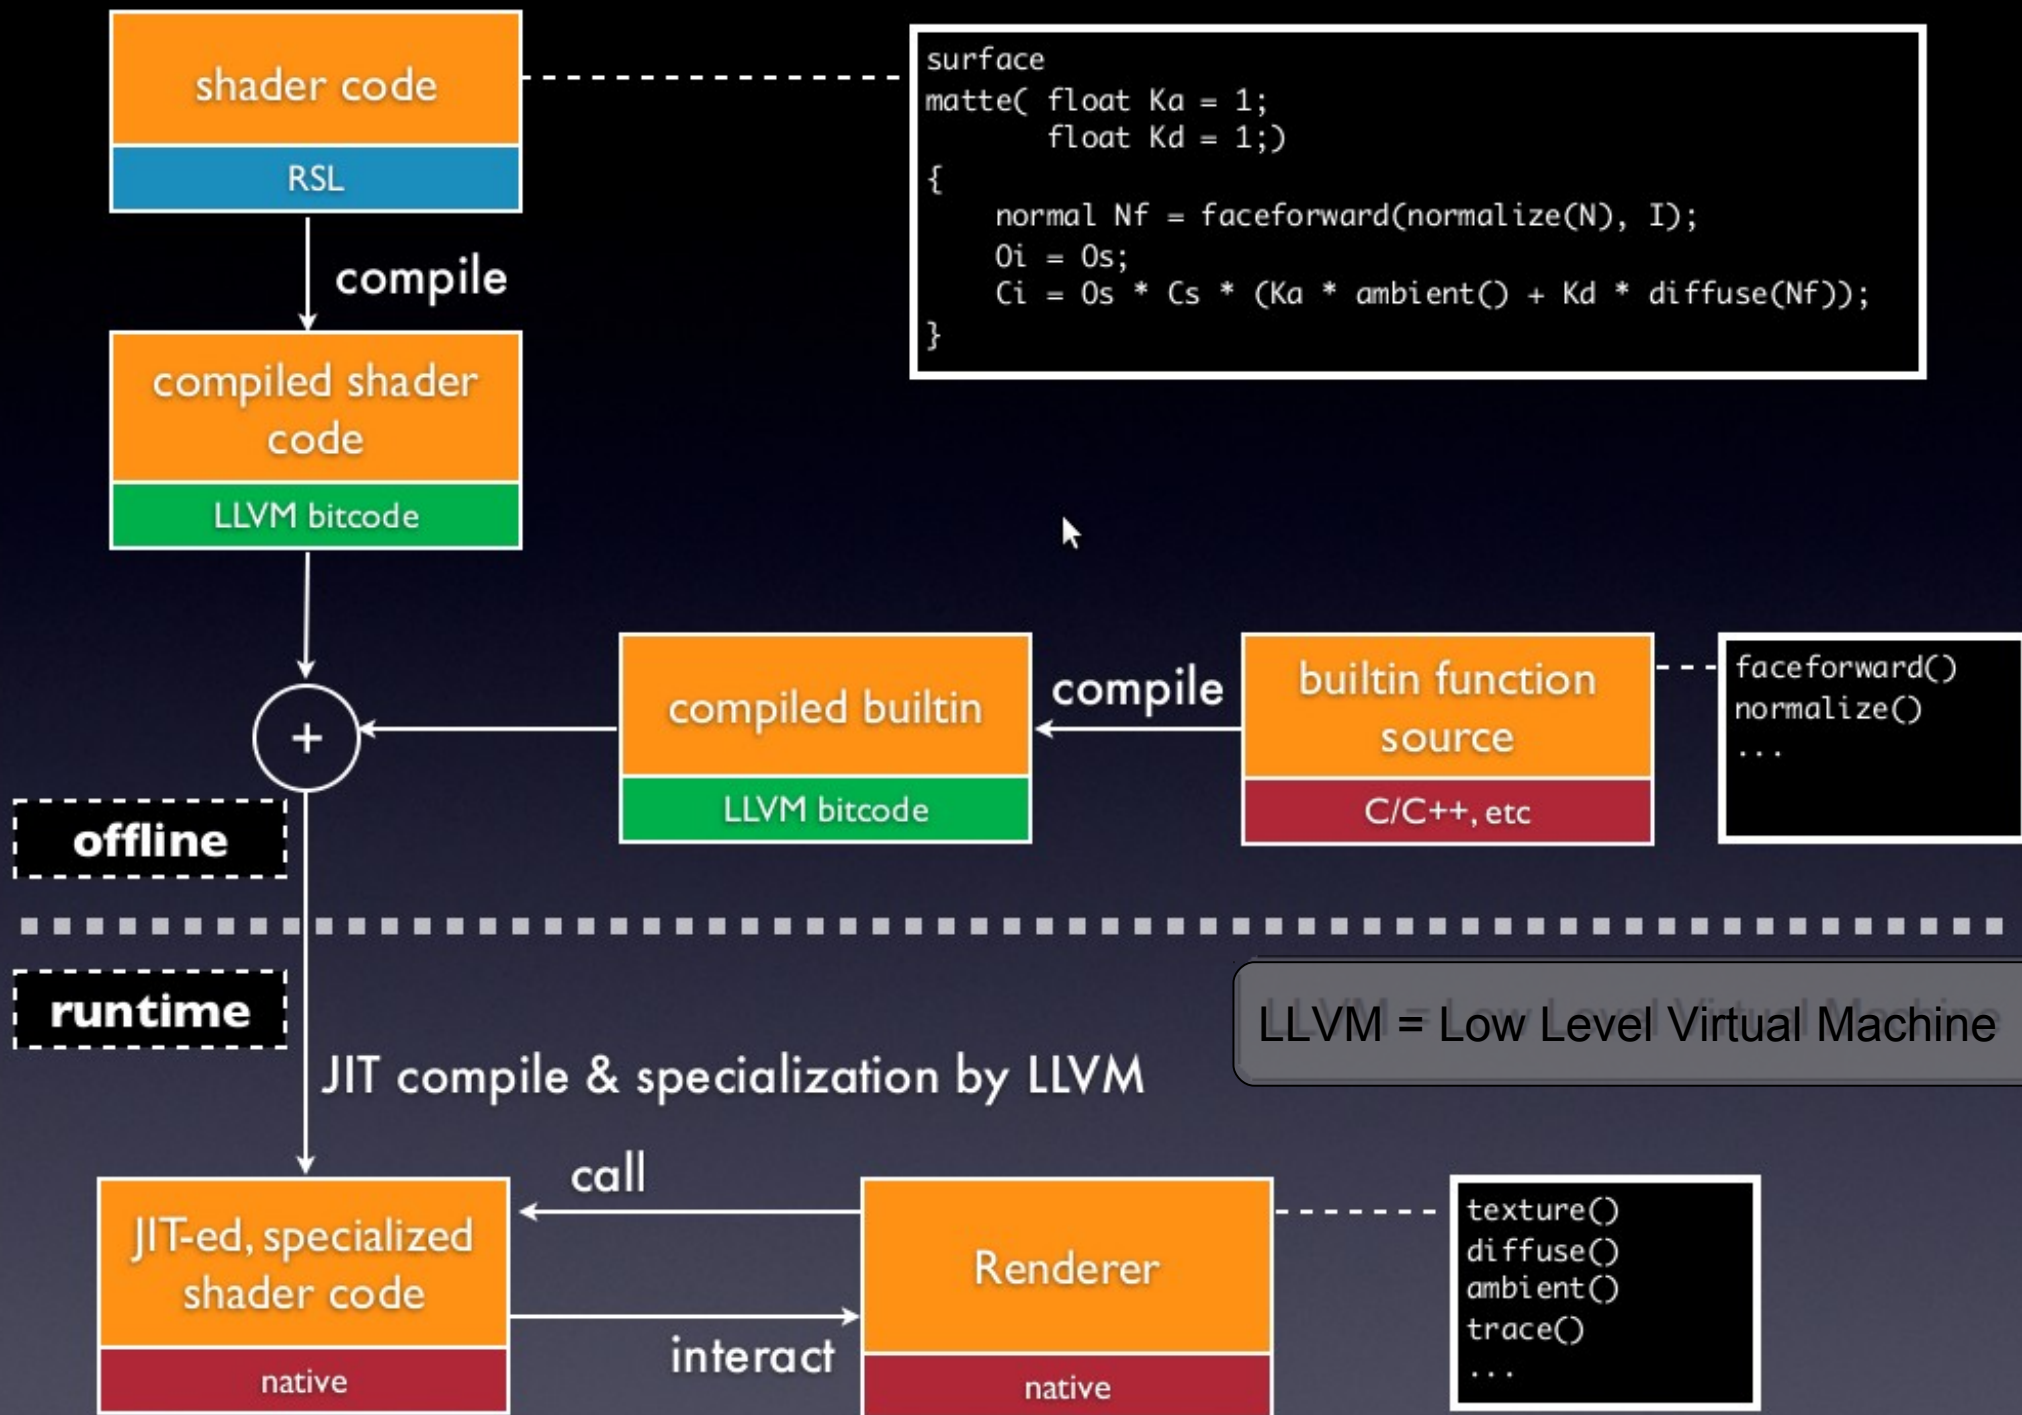 shader code
RSL
compile
surface
matte( float Ka = 1;
float Kd = 1;)
{
normal Nf = faceforward(normalize(N), I);
Oi = Os;
Ci = Os * Cs * (Ka * ambient() + Kd * diffuse(Nf));
}
compiled shader
code
LLVM bitcode
+
compiled builtin
LLVM bitcode
compile
builtin function
source
C/C++, etc
faceforward()
normalize()
...
offline
runtime
LLVM = Low Level Virtual Machine
JIT compile & specialization by LLVM
JIT-ed, specialized
shader code
native
call
interact
Renderer
native
texture()
diffuse()
ambient()
trace()
...